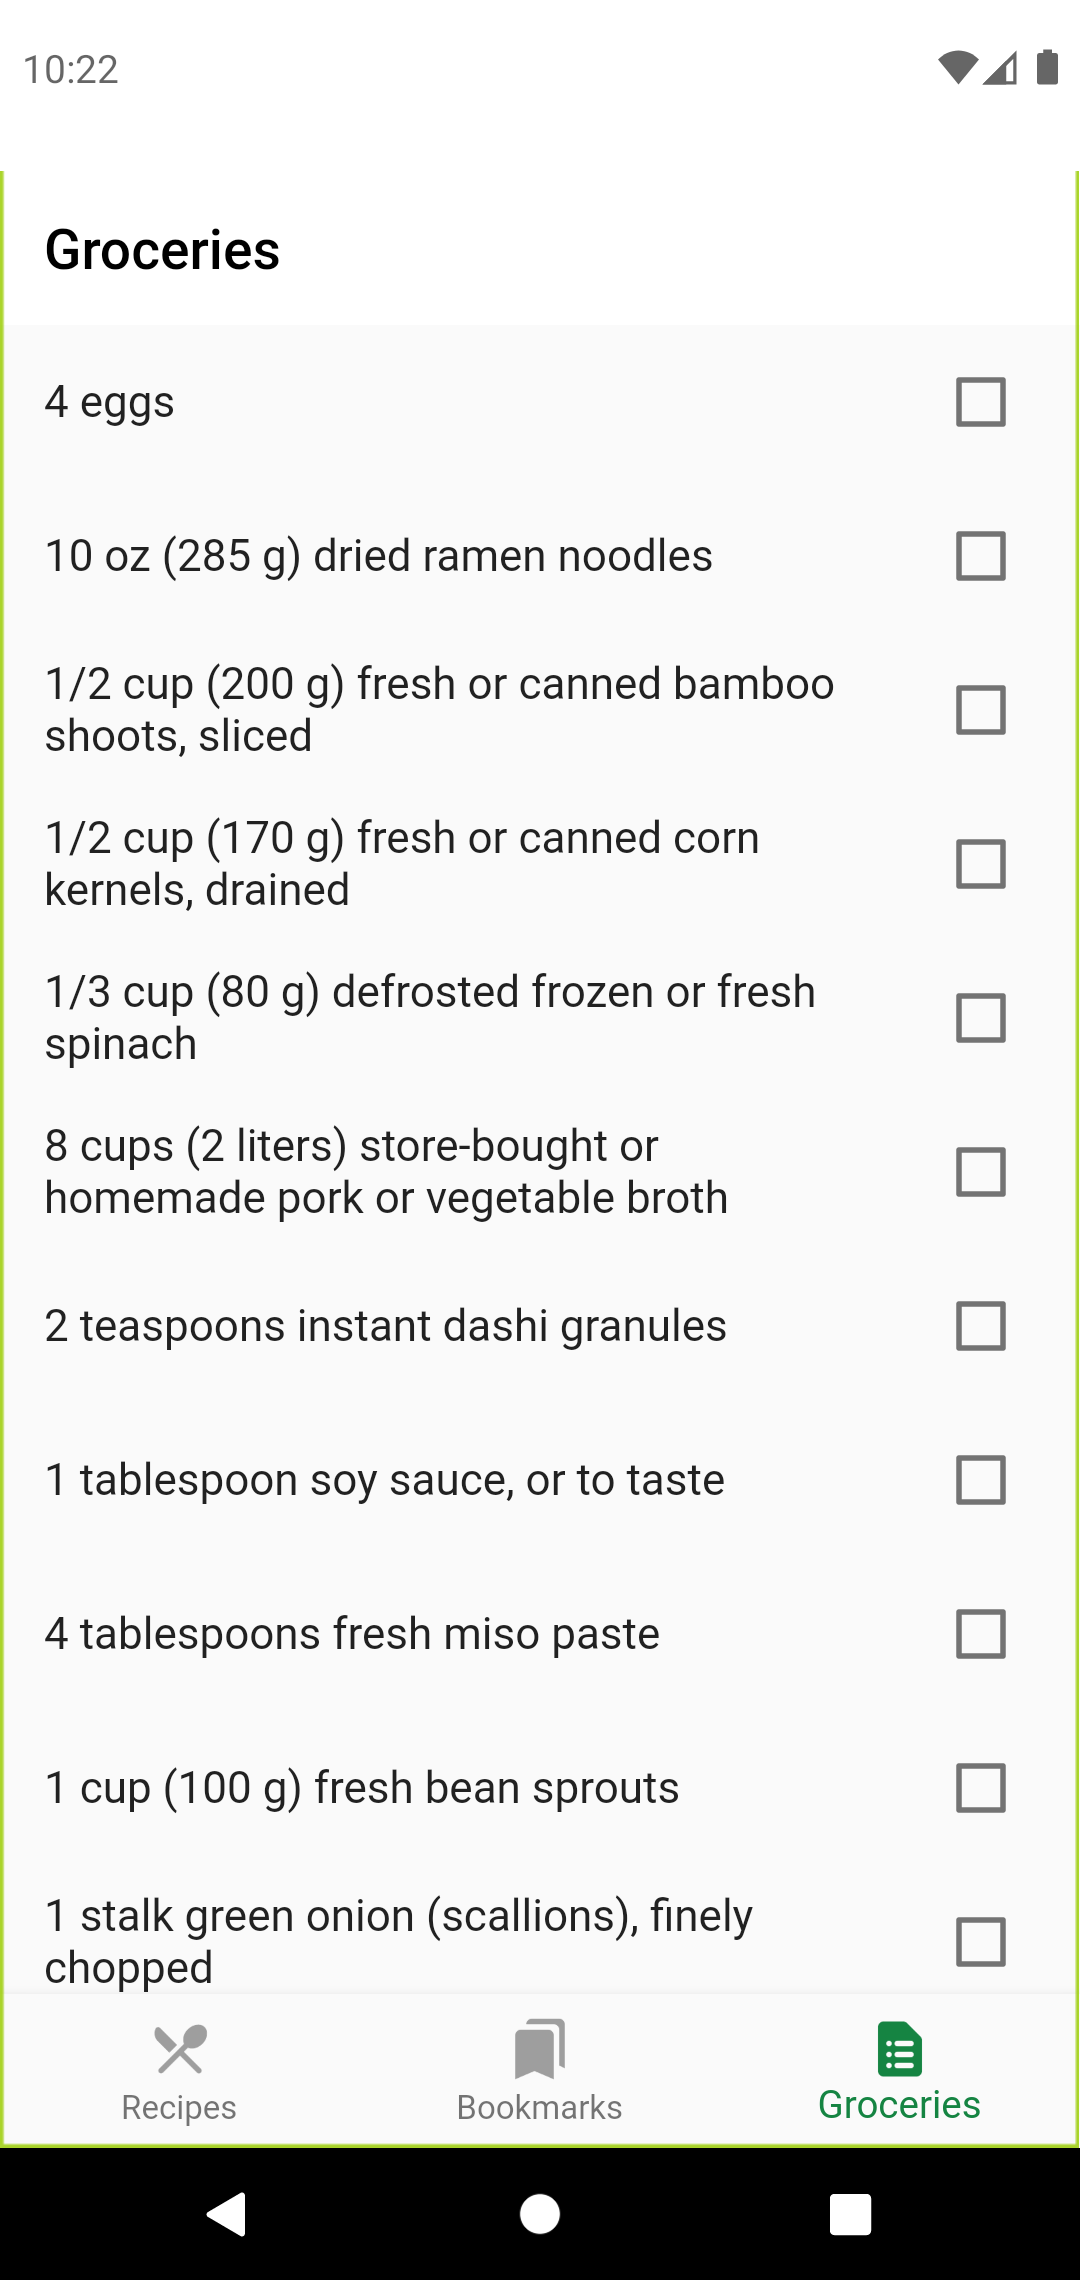 10:22
Groceries
4 eggs
10 oz (285 g) dried ramen noodles
1/2 cup (200 g) fresh or canned bamboo
shoots, sliced
1/2 cup (170 g) fresh or canned corn
kernels, drained
1/3 cup (80 g) defrosted frozen or fresh
spinach
8 cups (2 liters) store-bought or
homemade pork or vegetable broth
2 teaspoons instant dashi granules
1 tablespoon soy sauce, or to taste
4 tablespoons fresh miso paste
1 cup (100 g) fresh bean sprouts
1 stalk green onion (scallions), finely
chopped
Recipes
Bookmarks
Groceries